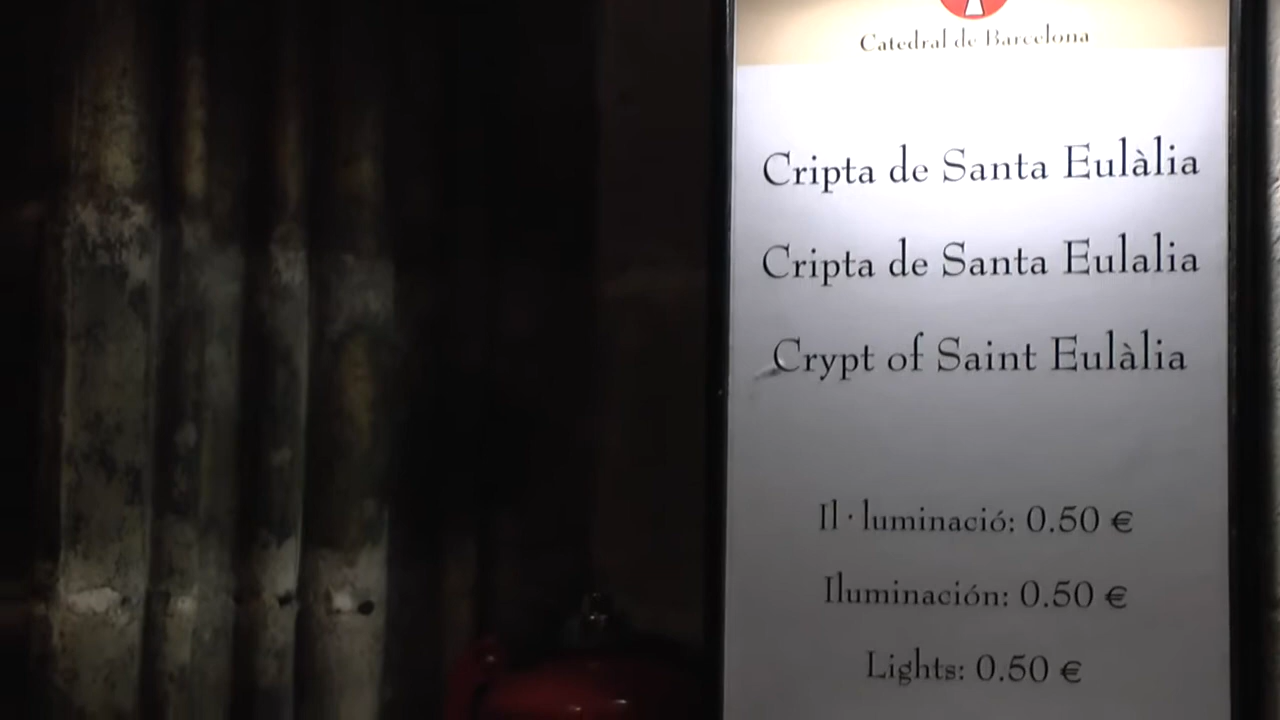 Catedral de Barcelona
Cripta de Santa Eulàlia
Cripta de Santa Eulalia
Crypt of Saint Eulàlia
Il·luminació: 0.50 €
Iluminación: 0.50 €
Lights: 0.50 €